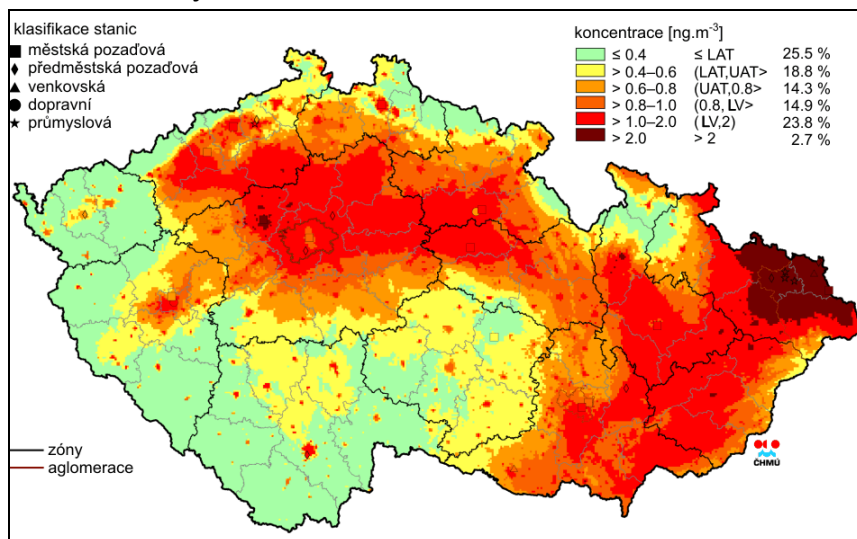 klasifikace stanic
městská pozaďová
předměstská pozaďová
venkovská
dopravní
průmyslová
koncentrace [ng.m⁻³]
≤ 0.4 ≤ LAT 25.5 %
> 0.4–0.6 (LAT,UAT> 18.8 %
> 0.6–0.8 (UAT,0.8> 14.3 %
> 0.8–1.0 (0.8, LV> 14.9 %
> 1.0–2.0 (LV,2) 23.8 %
> 2.0 > 2 2.7 %
zóny
aglomerace
ČHMÚ